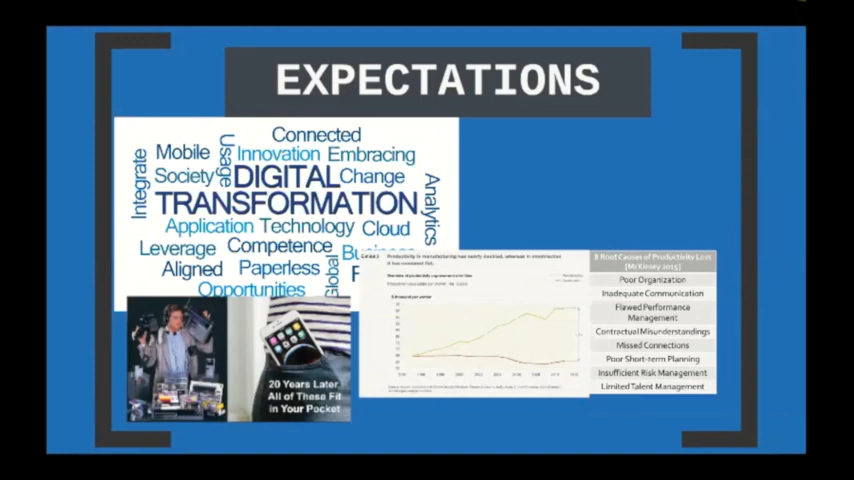 EXPECTATIONS
Connected
Mobile
Usage
Innovation Embracing
Integrate
Society
DIGITAL
Change
TRANSFORMATION
Analytics
Application Technology Cloud
Leverage Competence
Aligned Paperless
Global
Opportunities
20 Years Later,
All of These Fit
in Your Pocket
Productivity in manufacturing has nearly doubled, whereas in construction
it has remained flat.
$ thousand per worker
8 Root Causes of Productivity Loss
[McKinsey 2015]
Poor Organization
Inadequate Communication
Flawed Performance
Management
Contractual Misunderstandings
Missed Connections
Poor Short-term Planning
Insufficient Risk Management
Limited Talent Management